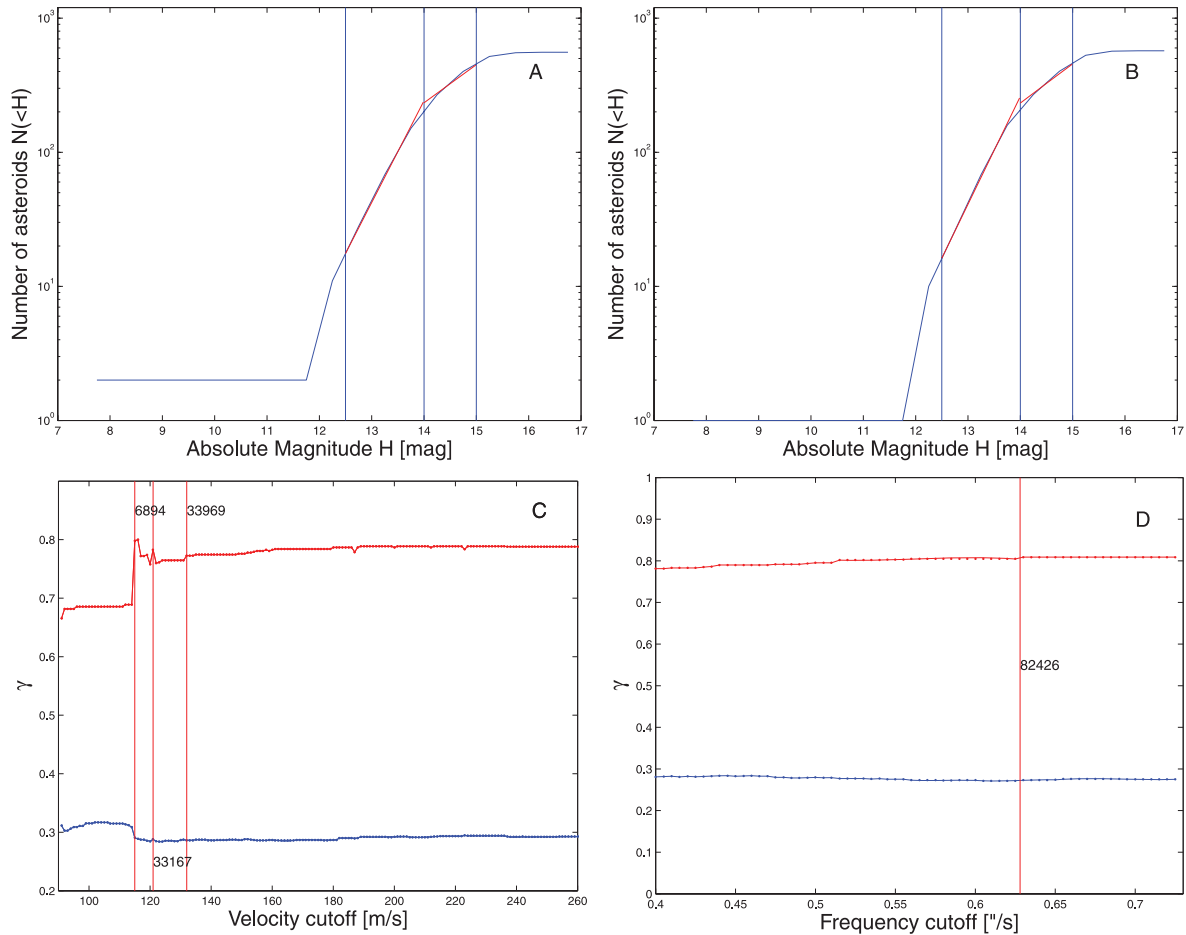 Number of asteroids N(<H)
10³
10²
10¹
10⁰
A
7 8 9 10 11 12 13 14 15 16 17
Absolute Magnitude H [mag]
Number of asteroids N(<H)
10³
10²
10¹
10⁰
B
7 8 9 10 11 12 13 14 15 16 17
Absolute Magnitude H [mag]
γ
0.8
0.7
0.6
0.5
0.4
0.3
0.2
6894
33969
C
33167
100 120 140 160 180 200 220 240 260
Velocity cutoff [m/s]
γ
1
0.9
0.8
0.7
0.6
0.5
0.4
0.3
0.2
0.1
0
D
82426
0.4 0.45 0.5 0.55 0.6 0.65 0.7
Frequency cutoff ["/s]